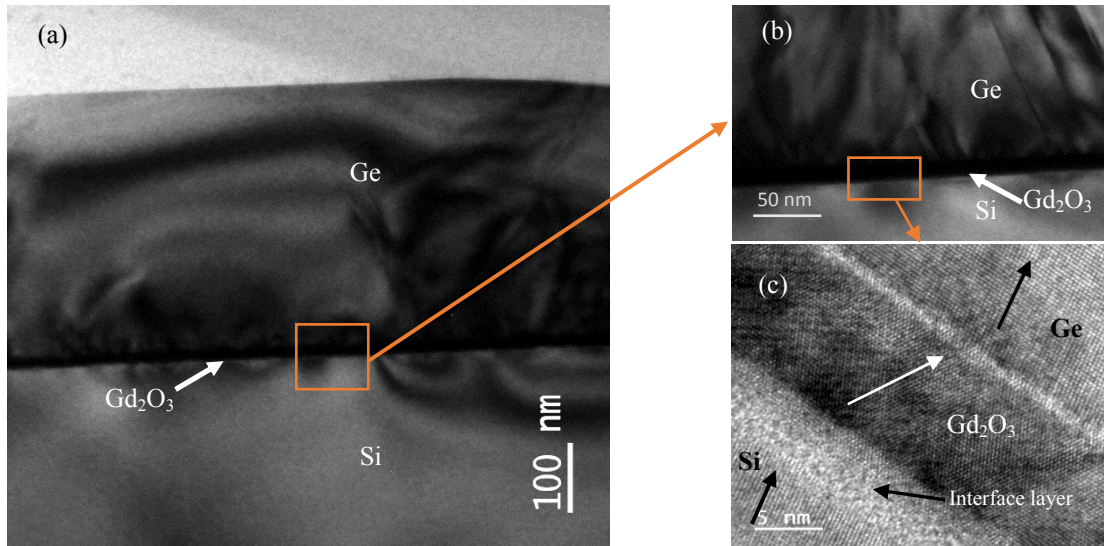 (a)
Ge
Gd₂O₃
Si
100 nm
(b)
Ge
Gd₂O₃
Si
50 nm
(c)
Ge
Gd₂O₃
Si
Interface layer
5 nm